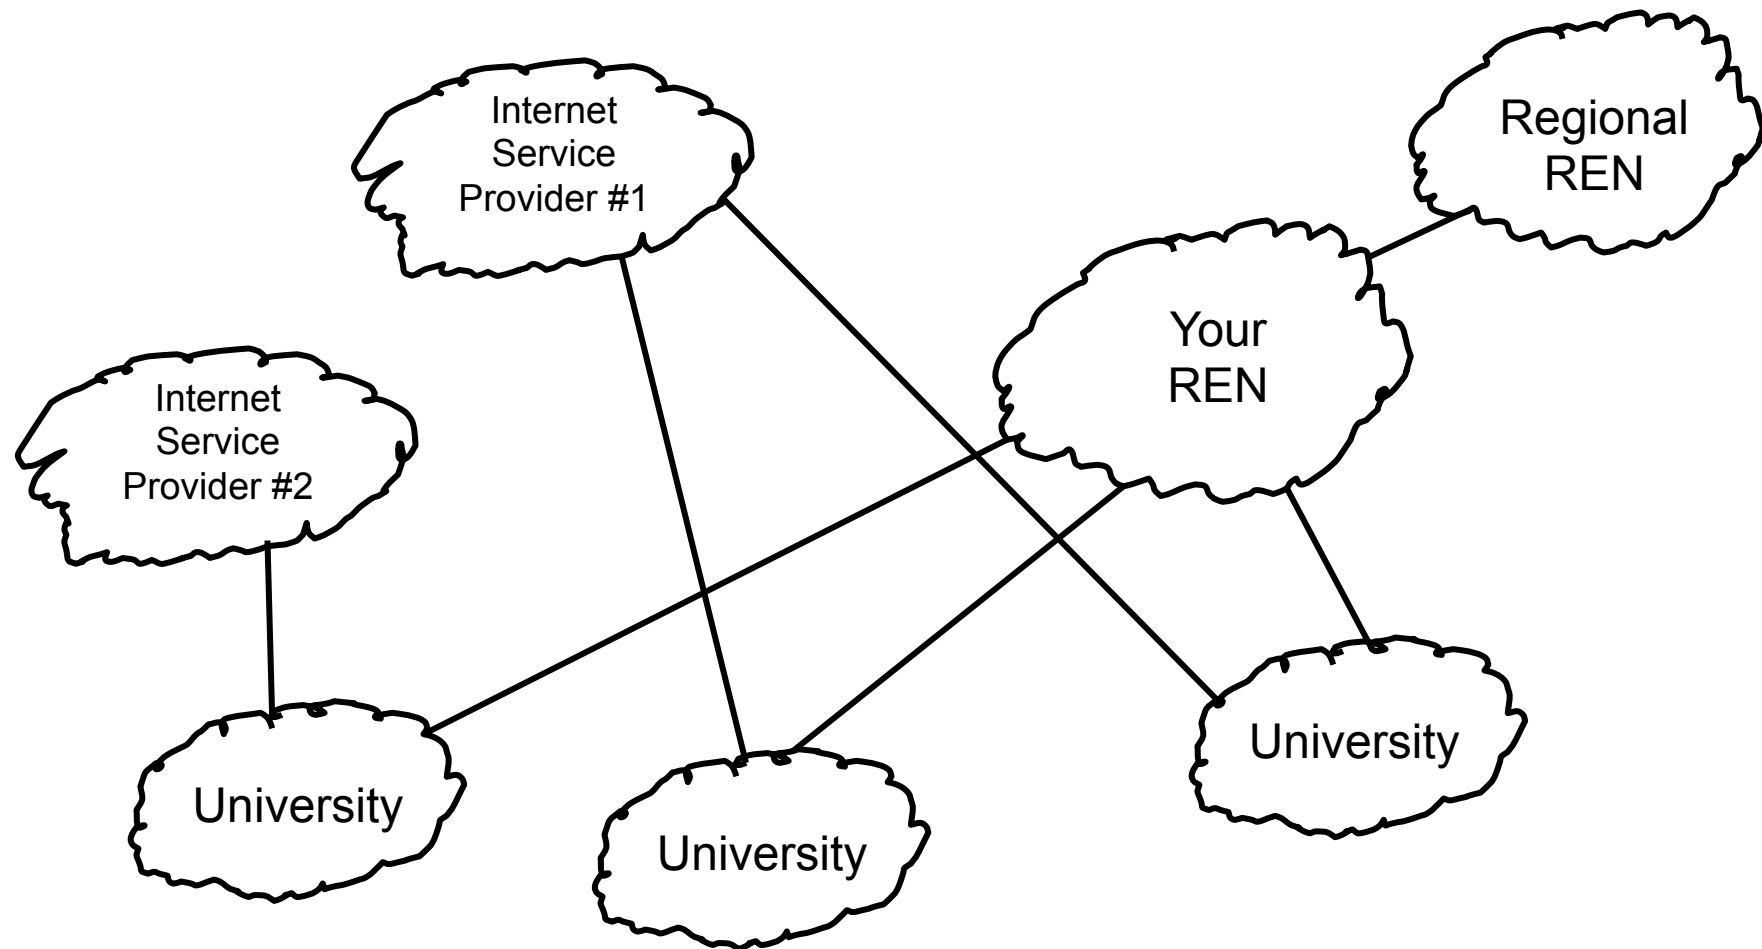 Internet
Service
Provider #1
Regional
REN
Your
REN
Internet
Service
Provider #2
University
University
University